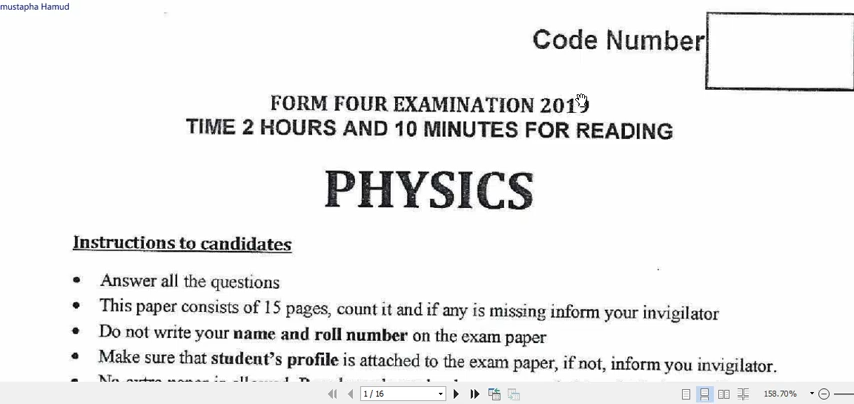 mustapha Hamud
Code Number
FORM FOUR EXAMINATION 2019
TIME 2 HOURS AND 10 MINUTES FOR READING
PHYSICS
Instructions to candidates
• Answer all the questions
• This paper consists of 15 pages, count it and if any is missing inform your invigilator
• Do not write your name and roll number on the exam paper
• Make sure that student's profile is attached to the exam paper, if not, inform you invigilator.
1 / 16
158.70%